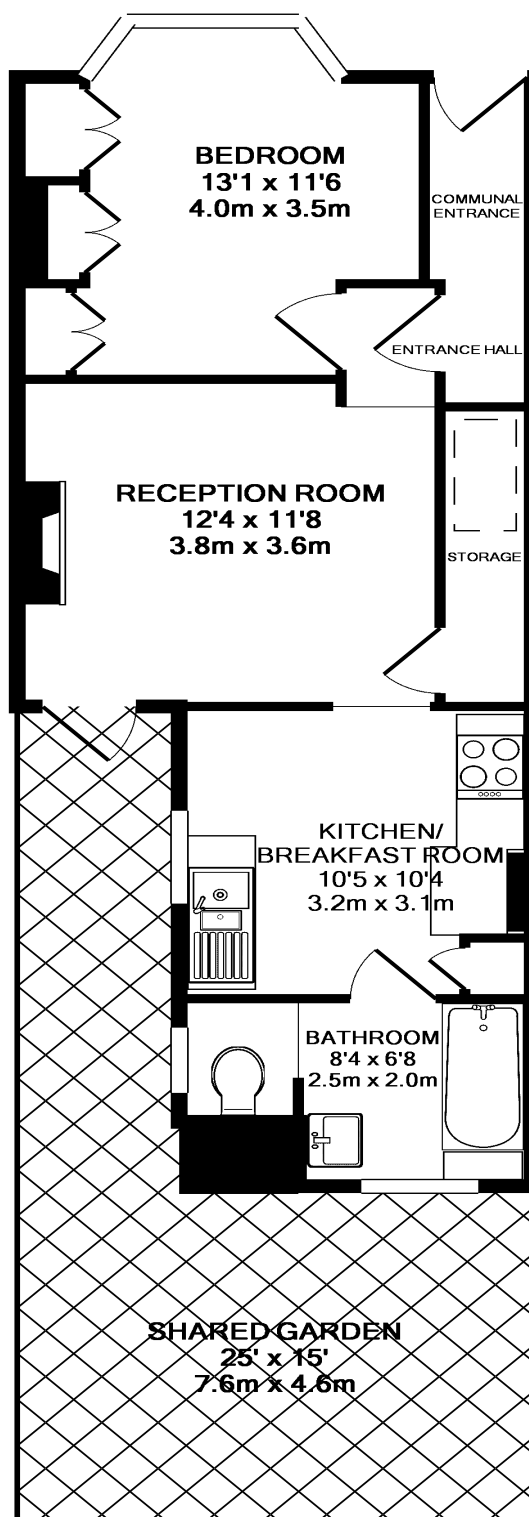 BEDROOM
13'1 x 11'6
4.0m x 3.5m
COMMUNAL
ENTRANCE
ENTRANCE HALL
RECEPTION ROOM
12'4 x 11'8
3.8m x 3.6m
STORAGE
KITCHEN/
BREAKFAST ROOM
10'5 x 10'4
3.2m x 3.1m
BATHROOM
8'4 x 6'8
2.5m x 2.0m
SHARED GARDEN
25' x 15'
7.6m x 4.6m